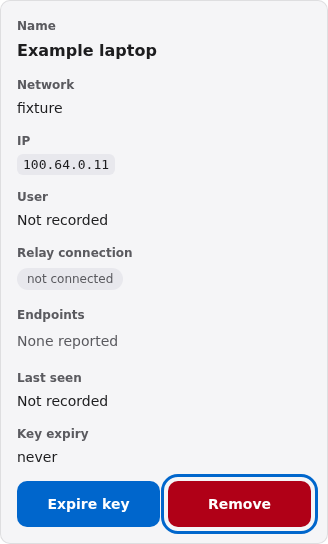 Name
Example laptop
Network
fixture
IP
100.64.0.11
User
Not recorded
Relay connection
not connected
Endpoints
None reported
Last seen
Not recorded
Key expiry
never
Expire key Remove